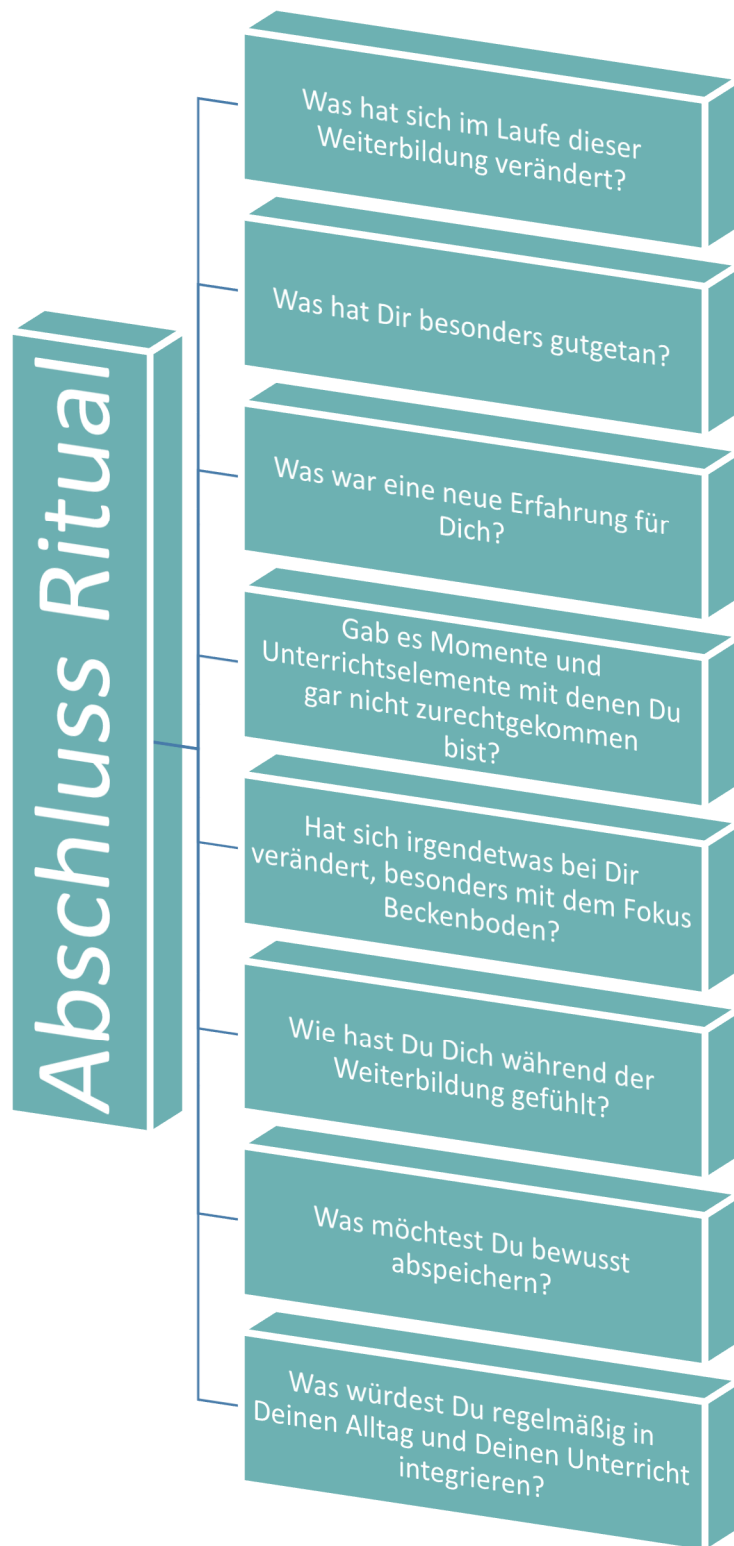 Abschluss Ritual
Was hat sich im Laufe dieser
Weiterbildung verändert?
Was hat Dir besonders gutgetan?
Was war eine neue Erfahrung für
Dich?
Gab es Momente und
Unterrichtselemente mit denen Du
gar nicht zurechtgekommen
bist?
Hat sich irgendetwas bei Dir
verändert, besonders mit dem Fokus
Beckenboden?
Wie hast Du Dich während der
Weiterbildung gefühlt?
Was möchtest Du bewusst
abspeichern?
Was würdest Du regelmäßig in
Deinen Alltag und Deinen Unterricht
integrieren?